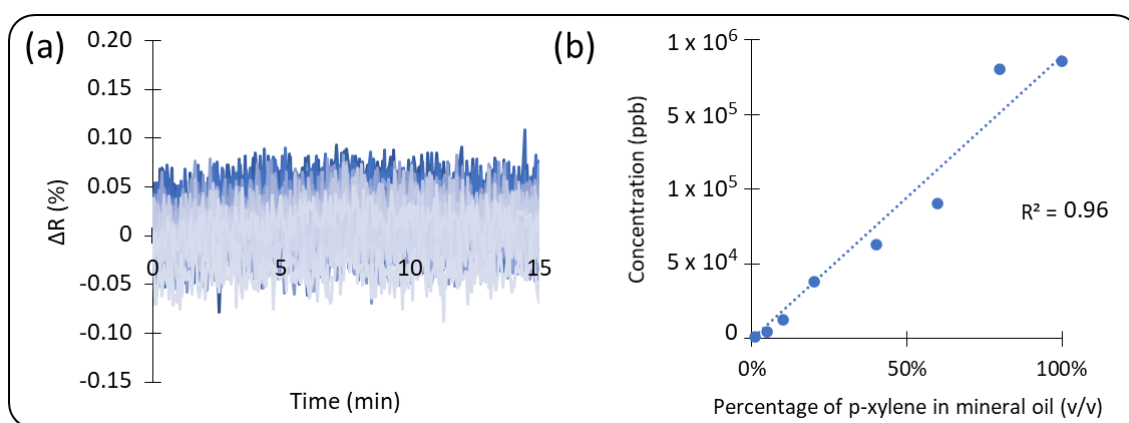 (a)
0.20
0.15
0.10
0.05
0
-0.05
-0.10
-0.15
ΔR (%)
0 5 10 15
Time (min)
(b)
1 x 10⁶
5 x 10⁵
1 x 10⁵
5 x 10⁴
0
Concentration (ppb)
R² = 0.96
0% 50% 100%
Percentage of p-xylene in mineral oil (v/v)